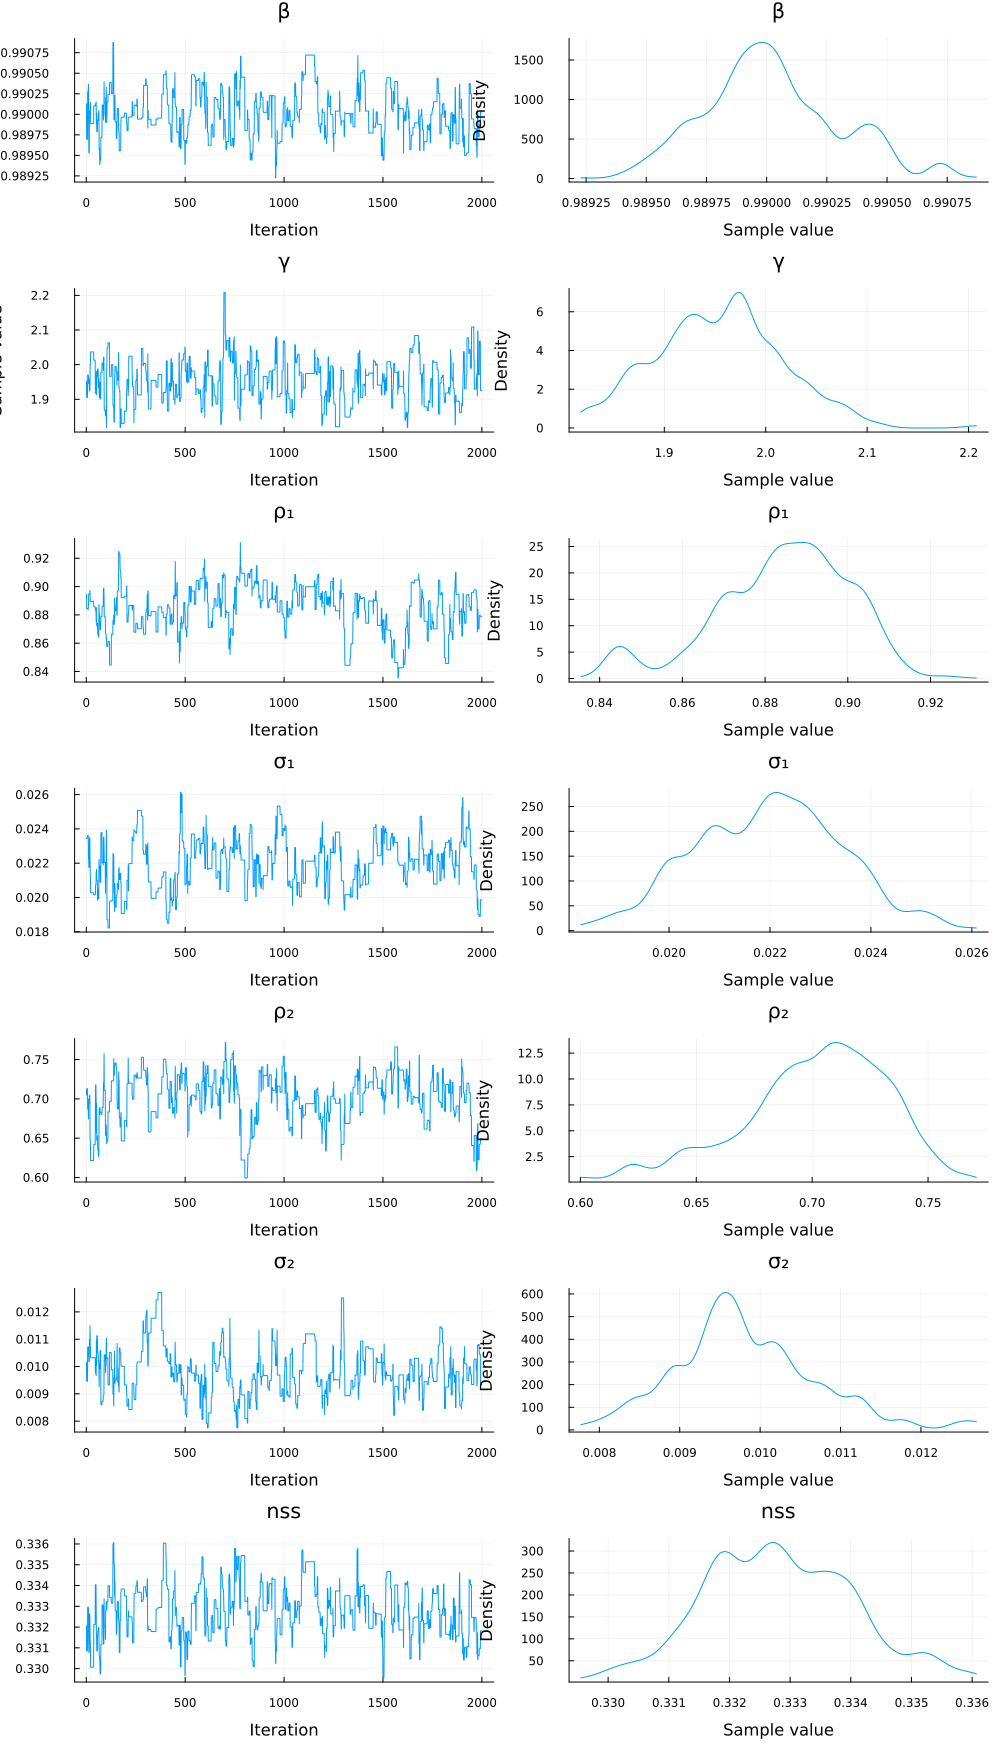 β β
0.99075
0.99050
0.99025
0.99000
0.98975
0.98950
0.98925
0 500 1000 1500 2000
Iteration
Density
1500
1000
500
0
0.98925 0.98950 0.98975 0.99000 0.99025 0.99050 0.99075
Sample value
γ γ
2.2
2.1
2.0
1.9
0 500 1000 1500 2000
Iteration
Density
6
4
2
0
1.9 2.0 2.1 2.2
Sample value
ρ₁ ρ₁
0.92
0.90
0.88
0.86
0.84
0 500 1000 1500 2000
Iteration
Density
25
20
15
10
5
0
0.84 0.86 0.88 0.90 0.92
Sample value
σ₁ σ₁
0.026
0.024
0.022
0.020
0.018
0 500 1000 1500 2000
Iteration
Density
250
200
150
100
50
0
0.020 0.022 0.024 0.026
Sample value
ρ₂ ρ₂
0.75
0.70
0.65
0.60
0 500 1000 1500 2000
Iteration
Density
12.5
10.0
7.5
5.0
2.5
0.60 0.65 0.70 0.75
Sample value
σ₂ σ₂
0.012
0.011
0.010
0.009
0.008
0 500 1000 1500 2000
Iteration
Density
600
500
400
300
200
100
0
0.008 0.009 0.010 0.011 0.012
Sample value
nss nss
0.336
0.335
0.334
0.333
0.332
0.331
0.330
0 500 1000 1500 2000
Iteration
Density
300
250
200
150
100
50
0.330 0.331 0.332 0.333 0.334 0.335 0.336
Sample value